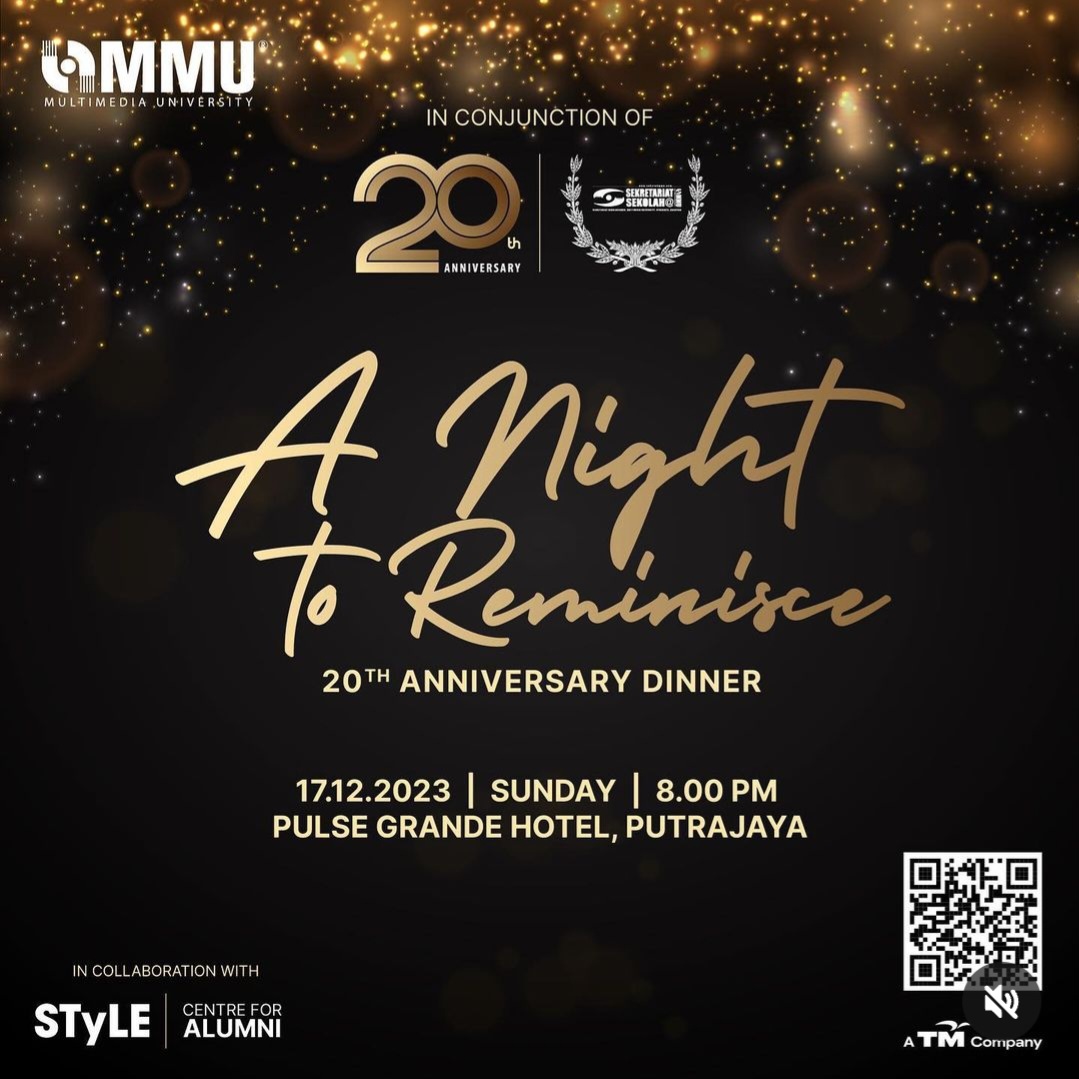 MMU
MULTIMEDIA UNIVERSITY
IN CONJUNCTION OF
20th
ANNIVERSARY
SEKRETARIAT
SEKOLAH@
A Night
to Reminisce
20TH ANNIVERSARY DINNER
17.12.2023 | SUNDAY | 8.00 PM
PULSE GRANDE HOTEL, PUTRAJAYA
IN COLLABORATION WITH
STyLE | CENTRE FOR
ALUMNI
A TM Company